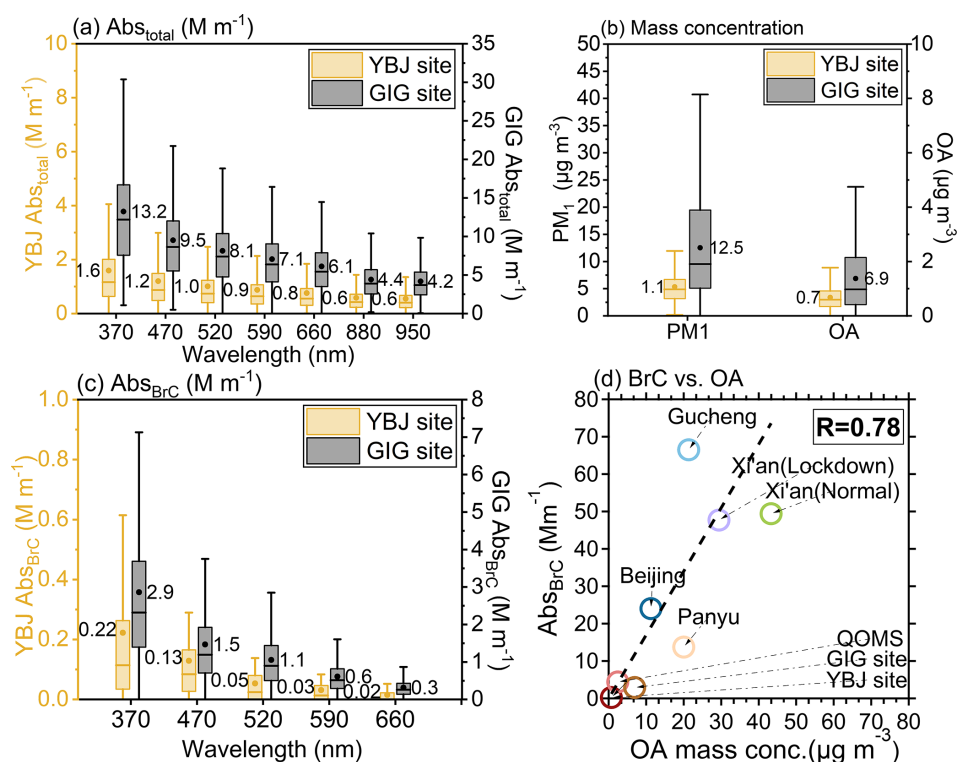 (a) Abs_total (M m⁻¹)
YBJ Abs_total (M m⁻¹)
10
8
6
4
2
0
YBJ site
GIG site
35
30
25
20
15
10
5
0
GIG Abs_total (M m⁻¹)
1.6
13.2
1.2
9.5
1.0
8.1
0.9
7.1
0.8
6.1
0.6
4.4
0.6
4.2
370 470 520 590 660 880 950
Wavelength (nm)
(b) Mass concentration
PM₁ (µg m⁻³)
50
45
40
35
30
25
20
15
10
5
0
YBJ site
GIG site
10
8
6
4
2
0
OA (µg m⁻³)
1.1
12.5
0.7
6.9
PM1 OA
(c) Abs_BrC (M m⁻¹)
YBJ Abs_BrC (M m⁻¹)
1.0
0.8
0.6
0.4
0.2
0.0
YBJ site
GIG site
8
7
6
5
4
3
2
1
0
GIG Abs_BrC (M m⁻¹)
0.22
2.9
0.13
1.5
0.05
1.1
0.03
0.6
0.02
0.3
370 470 520 590 660
Wavelength (nm)
(d) BrC vs. OA
Abs_BrC (Mm⁻¹)
80
70
60
50
40
30
20
10
0
R=0.78
Gucheng
Xi'an(Lockdown)
Xi'an(Normal)
Beijing
Panyu
QOMS
GIG site
YBJ site
0 10 20 30 40 50 60 70 80
OA mass conc.(µg m⁻³)